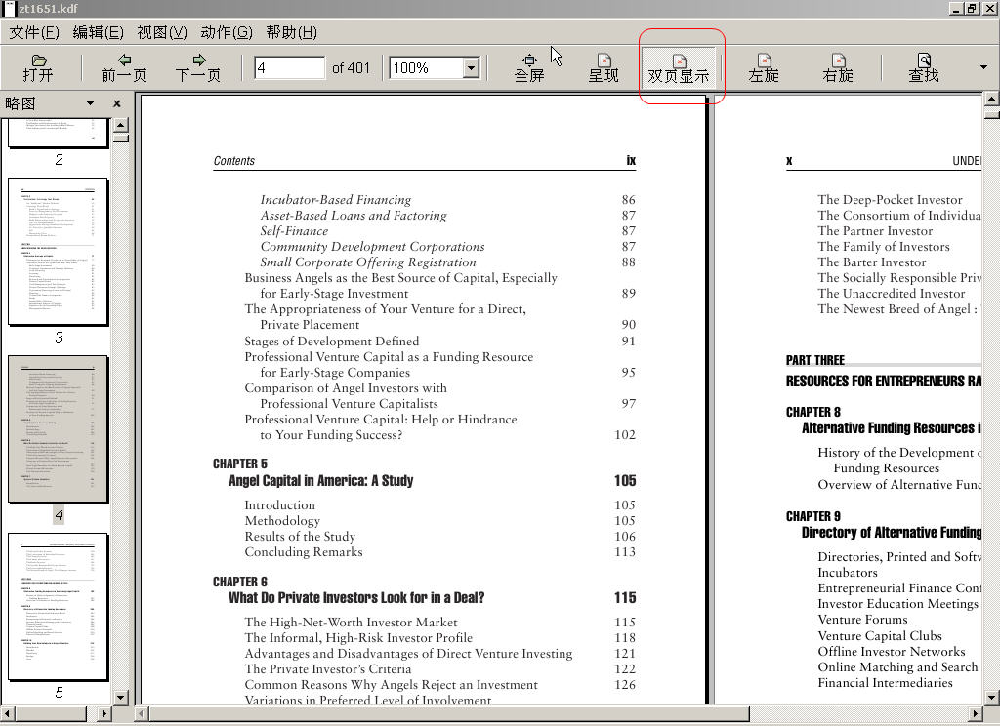 zt1651.kdf
文件(F) 编辑(E) 视图(V) 动作(G) 帮助(H)
打开 前一页 下一页 4 of 401 100% 全屏 呈现 双页显示 左旋 右旋 查找
略图
2
3
4
5
Contents ix
Incubator-Based Financing 86
Asset-Based Loans and Factoring 87
Self-Finance 87
Community Development Corporations 87
Small Corporate Offering Registration 88
Business Angels as the Best Source of Capital, Especially
for Early-Stage Investment 89
The Appropriateness of Your Venture for a Direct,
Private Placement 90
Stages of Development Defined 91
Professional Venture Capital as a Funding Resource
for Early-Stage Companies 95
Comparison of Angel Investors with
Professional Venture Capitalists 97
Professional Venture Capital: Help or Hindrance
to Your Funding Success? 102
CHAPTER 5
Angel Capital in America: A Study 105
Introduction 105
Methodology 105
Results of the Study 106
Concluding Remarks 113
CHAPTER 6
What Do Private Investors Look for in a Deal? 115
The High-Net-Worth Investor Market 115
The Informal, High-Risk Investor Profile 118
Advantages and Disadvantages of Direct Venture Investing 121
The Private Investor's Criteria 122
Common Reasons Why Angels Reject an Investment 126
Variations in Preferred Level of Involvement
x UNDE
The Deep-Pocket Investor
The Consortium of Individua
The Partner Investor
The Family of Investors
The Barter Investor
The Socially Responsible Priv
The Unaccredited Investor
The Newest Breed of Angel :
PART THREE
RESOURCES FOR ENTREPRENEURS RA
CHAPTER 8
Alternative Funding Resources i
History of the Development o
Funding Resources
Overview of Alternative Func
CHAPTER 9
Directory of Alternative Funding
Directories, Printed and Softw
Incubators
Entrepreneurial Finance Conf
Investor Education Meetings
Venture Forums
Venture Capital Clubs
Offline Investor Networks
Online Matching and Search
Financial Intermediaries